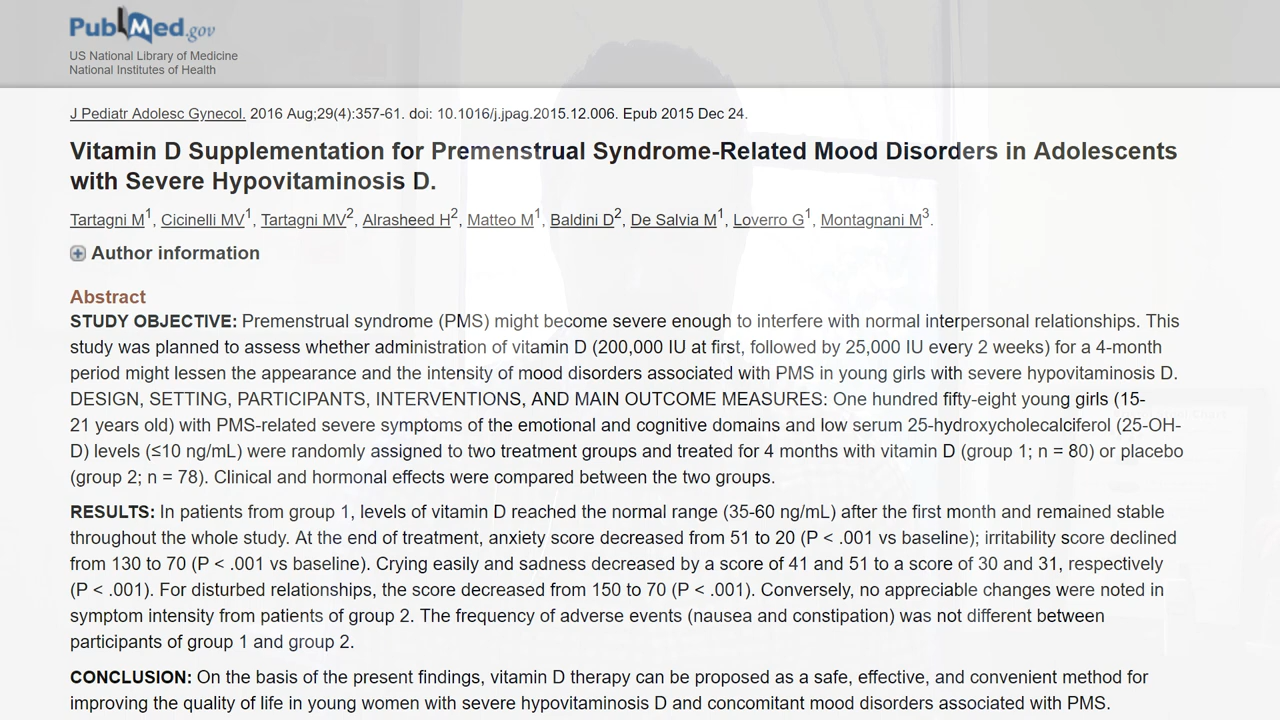 PubMed.gov
US National Library of Medicine
National Institutes of Health
J Pediatr Adolesc Gynecol. 2016 Aug;29(4):357-61. doi: 10.1016/j.jpag.2015.12.006. Epub 2015 Dec 24.
Vitamin D Supplementation for Premenstrual Syndrome-Related Mood Disorders in Adolescents
with Severe Hypovitaminosis D.
Tartagni M1, Cicinelli MV1, Tartagni MV2, Alrasheed H2, Matteo M1, Baldini D2, De Salvia M1, Loverro G1, Montagnani M3.
Author information
Abstract
STUDY OBJECTIVE: Premenstrual syndrome (PMS) might become severe enough to interfere with normal interpersonal relationships. This
study was planned to assess whether administration of vitamin D (200,000 IU at first, followed by 25,000 IU every 2 weeks) for a 4-month
period might lessen the appearance and the intensity of mood disorders associated with PMS in young girls with severe hypovitaminosis D.
DESIGN, SETTING, PARTICIPANTS, INTERVENTIONS, AND MAIN OUTCOME MEASURES: One hundred fifty-eight young girls (15-
21 years old) with PMS-related severe symptoms of the emotional and cognitive domains and low serum 25-hydroxycholecalciferol (25-OH-
D) levels (≤10 ng/mL) were randomly assigned to two treatment groups and treated for 4 months with vitamin D (group 1; n = 80) or placebo
(group 2; n = 78). Clinical and hormonal effects were compared between the two groups.
RESULTS: In patients from group 1, levels of vitamin D reached the normal range (35-60 ng/mL) after the first month and remained stable
throughout the whole study. At the end of treatment, anxiety score decreased from 51 to 20 (P < .001 vs baseline); irritability score declined
from 130 to 70 (P < .001 vs baseline). Crying easily and sadness decreased by a score of 41 and 51 to a score of 30 and 31, respectively
(P < .001). For disturbed relationships, the score decreased from 150 to 70 (P < .001). Conversely, no appreciable changes were noted in
symptom intensity from patients of group 2. The frequency of adverse events (nausea and constipation) was not different between
participants of group 1 and group 2.
CONCLUSION: On the basis of the present findings, vitamin D therapy can be proposed as a safe, effective, and convenient method for
improving the quality of life in young women with severe hypovitaminosis D and concomitant mood disorders associated with PMS.